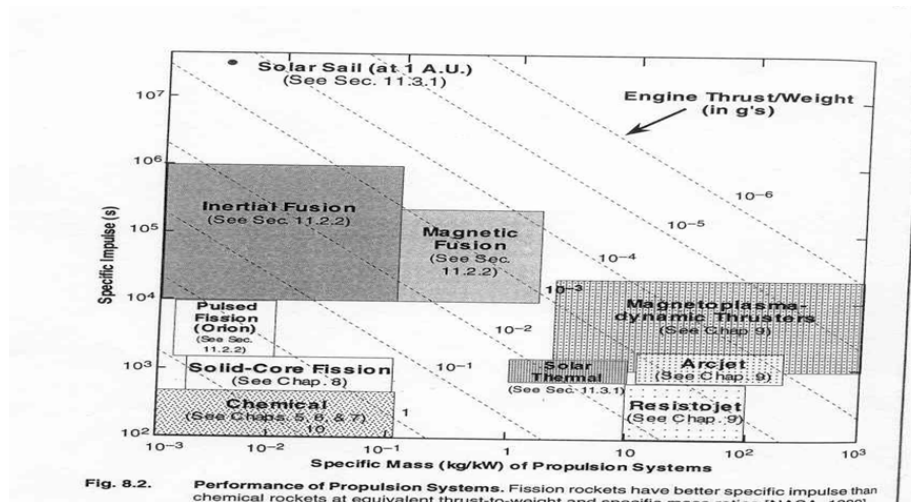 Solar Sail (at 1 A.U.)
(See Sec. 11.3.1)
Engine Thrust/Weight
(in g's)
10⁷
10⁶
10⁵
10⁴
10³
10²
Specific Impulse (s)
Inertial Fusion
(See Sec. 11.2.2)
Magnetic
Fusion
(See Sec.
11.2.2)
10⁻⁶
10⁻⁵
10⁻⁴
10⁻³
10⁻²
10⁻¹
1
10
Pulsed
Fission
(Orion)
(See Sec.
11.2.2)
Magnetoplasma-
dynamic Thrusters
(See Chap 9)
Solid-Core Fission
(See Chap. 8)
Solar
Thermal
(See Sec. 11.3.1)
Arcjet
(See Chap. 9)
Chemical
(See Chaps. 5, 6, & 7)
Resistojet
(See Chap. 9)
10⁻³
10⁻²
10⁻¹
1
10
10²
10³
Specific Mass (kg/kW) of Propulsion Systems
Fig. 8.2. Performance of Propulsion Systems. Fission rockets have better specific impulse than
chemical rockets at equivalent thrust-to-weight and specific mass